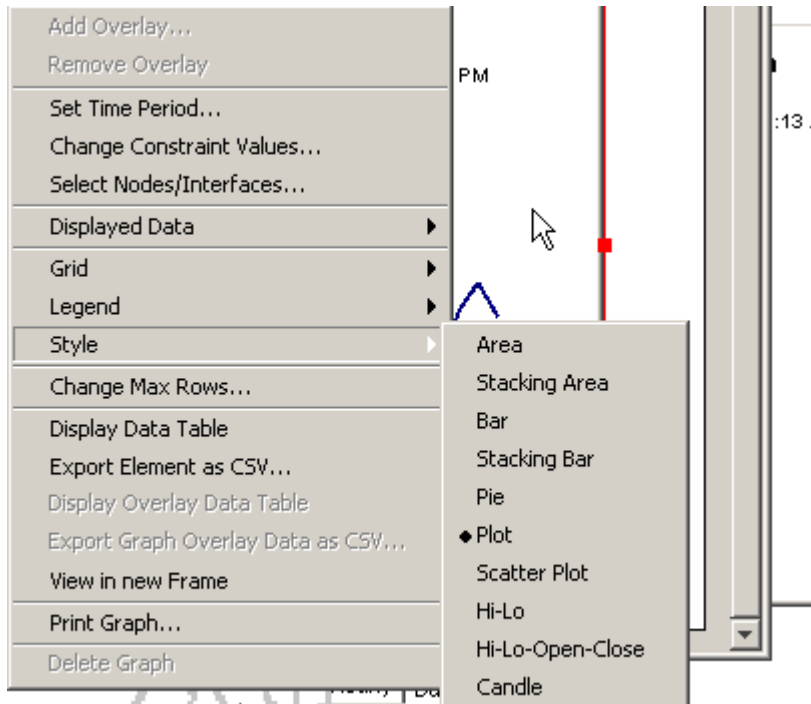 Add Overlay...
Remove Overlay
PM
Set Time Period...
:13
Change Constraint Values...
Select Nodes/Interfaces...
Displayed Data
Grid
Legend
Style
Area
Stacking Area
Change Max Rows...
Bar
Display Data Table
Stacking Bar
Export Element as CSV...
Pie
Display Overlay Data Table
Plot
Export Graph Overlay Data as CSV...
Scatter Plot
View in new Frame
Hi-Lo
Print Graph...
Hi-Lo-Open-Close
Delete Graph
Candle